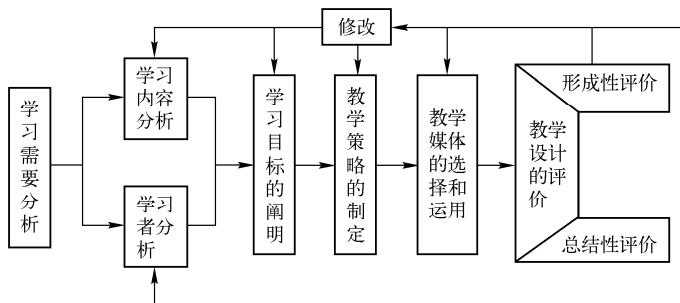 修改
学习需要分析
学习
内容
分析
学习
者分
析
学习目标的阐明
教学策略的制定
教学
媒体
的选
择和
运用
教学
设计
的评
价
形成性评价
总结性评价